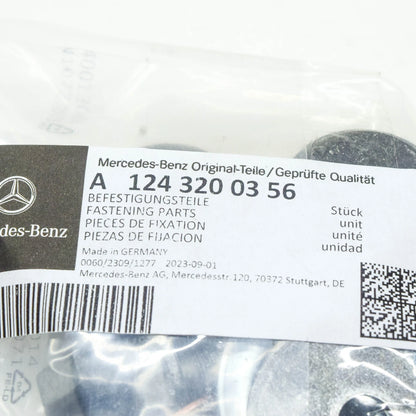 Mercedes-Benz Original-Teile/Geprüfte Qualität
A 124 320 03 56
BEFESTIGUNGSTEILE
FASTENING PARTS
PIECES DE FIXATION
PIEZAS DE FIJACION
Stück
unit
unité
unidad
Made in GERMANY
0060/2309/1277 2023-09-01
Mercedes-Benz AG, Mercedesstr.120, 70372 Stuttgart, DE
des-Benz